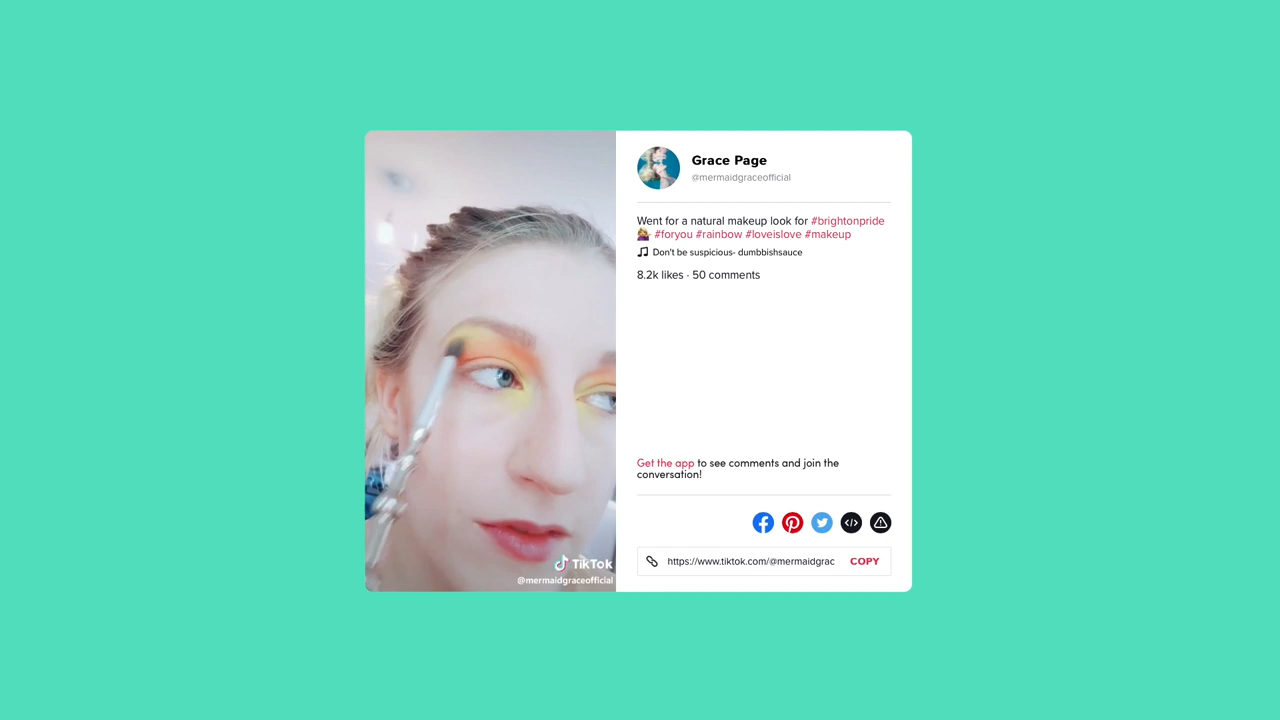 Grace Page
@mermaidgraceofficial
Went for a natural makeup look for #brightonpride
#foryou #rainbow #loveislove #makeup
Don't be suspicious- dumbbishsauce
8.2k likes · 50 comments
Get the app to see comments and join the
conversation!
https://www.tiktok.com/@mermaidgrac
COPY
TikTok
@mermaidgraceofficial